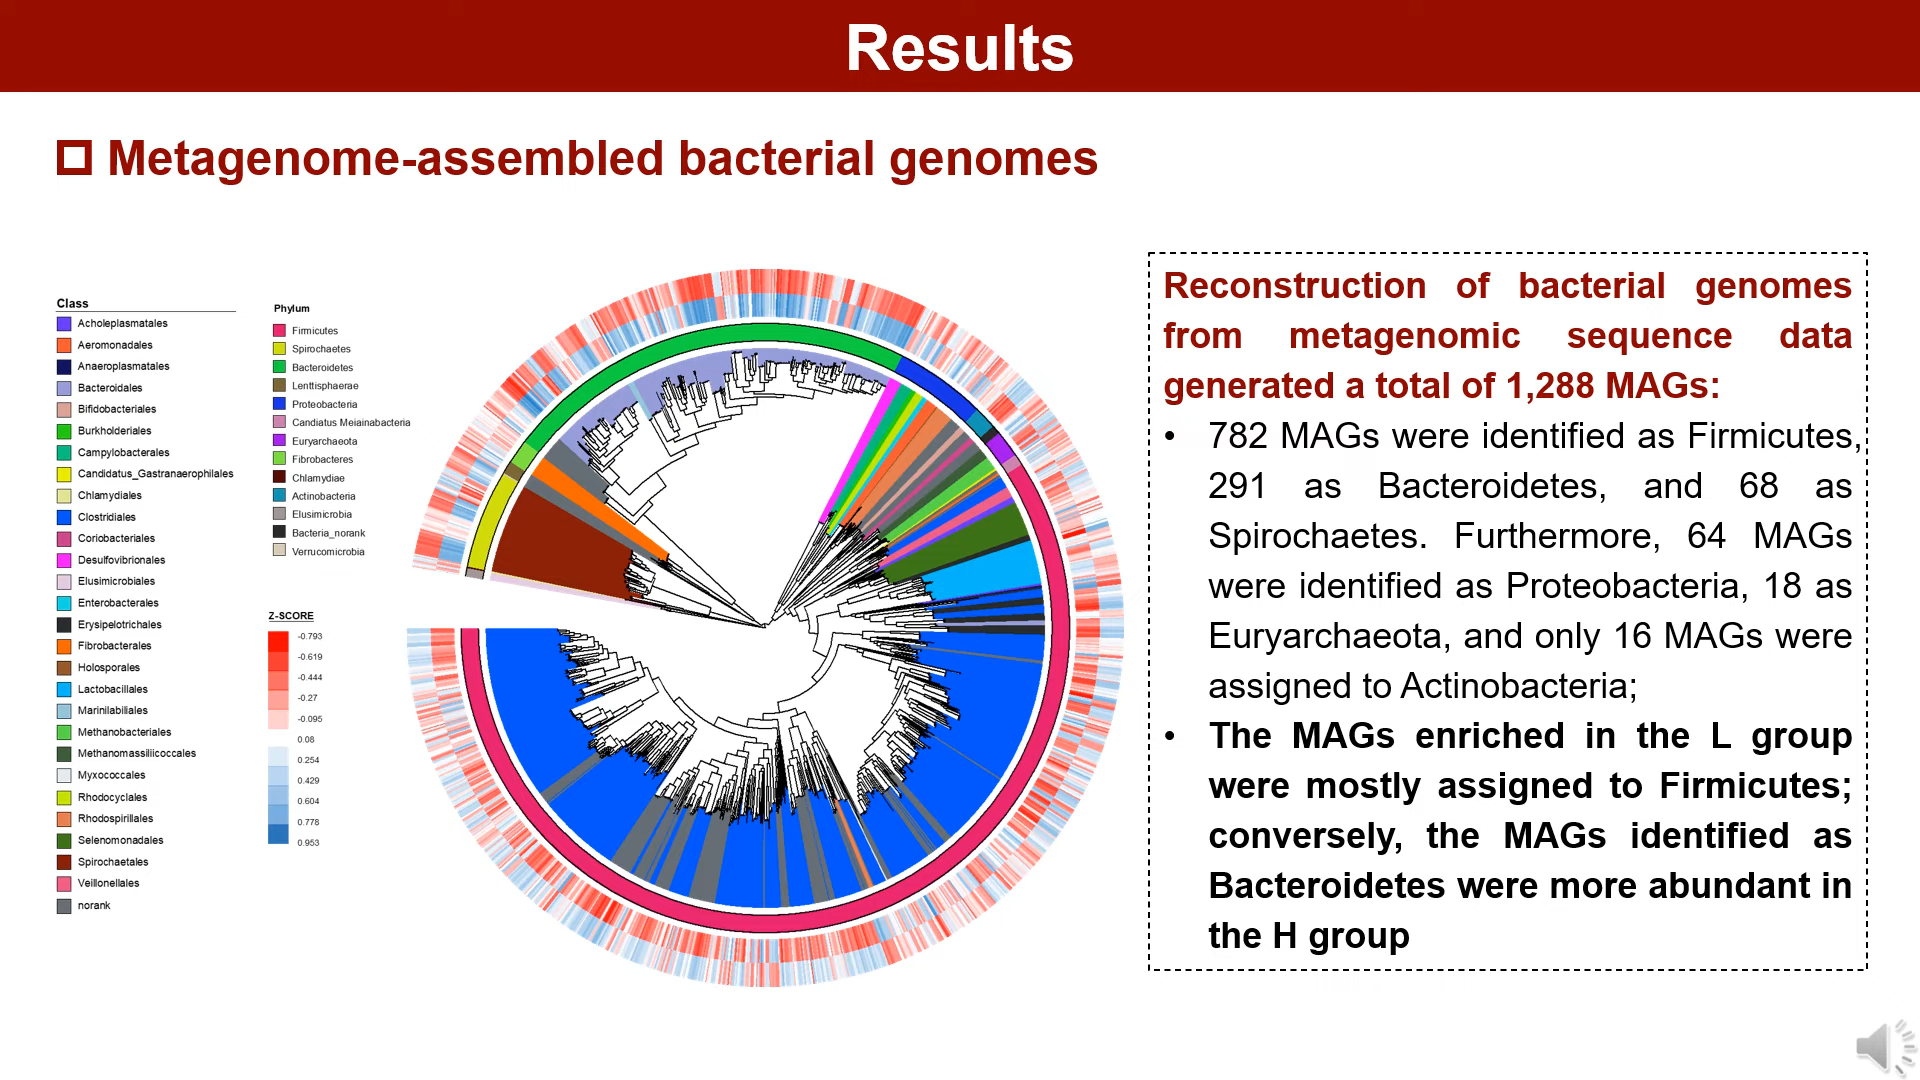 Results
Metagenome-assembled bacterial genomes
Class
Acholeplasmatales
Aeromonadales
Anaeroplasmatales
Bacteroidales
Bifidobacteriales
Burkholderiales
Campylobacterales
Candidatus_Gastranaerophilales
Chlamydiales
Clostridiales
Coriobacteriales
Desulfovibrionales
Elusimicrobiales
Enterobacterales
Erysipelotrichales
Fibrobacterales
Holosporales
Lactobacillales
Marinilabiliales
Methanobacteriales
Methanomassiliicoccales
Myxococcales
Rhodocyclales
Rhodospirillales
Selenomonadales
Spirochaetales
Veillonellales
norank
Phylum
Firmicutes
Spirochaetes
Bacteroidetes
Lenttisphaerae
Proteobacteria
Candiatus Meiainabacteria
Euryarchaeota
Fibrobacteres
Chlamydiae
Actinobacteria
Elusimicrobia
Bacteria_norank
Verrucomicrobia
Z-SCORE
-0.793
-0.619
-0.444
-0.27
-0.095
0.08
0.254
0.429
0.604
0.778
0.953
Reconstruction of bacterial genomes
from metagenomic sequence data
generated a total of 1,288 MAGs:
• 782 MAGs were identified as Firmicutes,
291 as Bacteroidetes, and 68 as
Spirochaetes. Furthermore, 64 MAGs
were identified as Proteobacteria, 18 as
Euryarchaeota, and only 16 MAGs were
assigned to Actinobacteria;
• The MAGs enriched in the L group
were mostly assigned to Firmicutes;
conversely, the MAGs identified as
Bacteroidetes were more abundant in
the H group